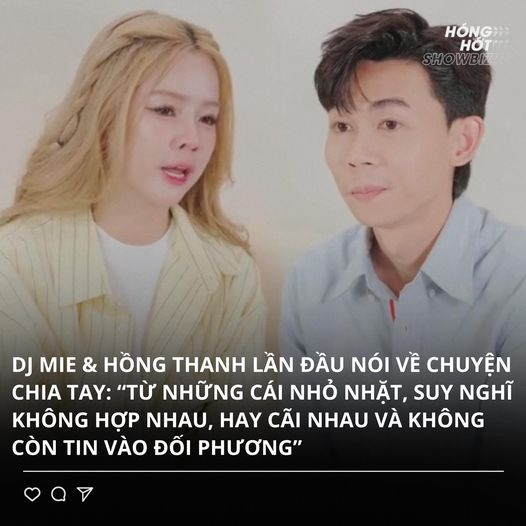 HÓNG
HỚT
SHOWBIZ
DJ MIE & HỒNG THANH LẦN ĐẦU NÓI VỀ CHUYỆN
CHIA TAY: “TỪ NHỮNG CÁI NHỎ NHẶT, SUY NGHĨ
KHÔNG HỢP NHAU, HAY CÃI NHAU VÀ KHÔNG
CÒN TIN VÀO ĐỐI PHƯƠNG”